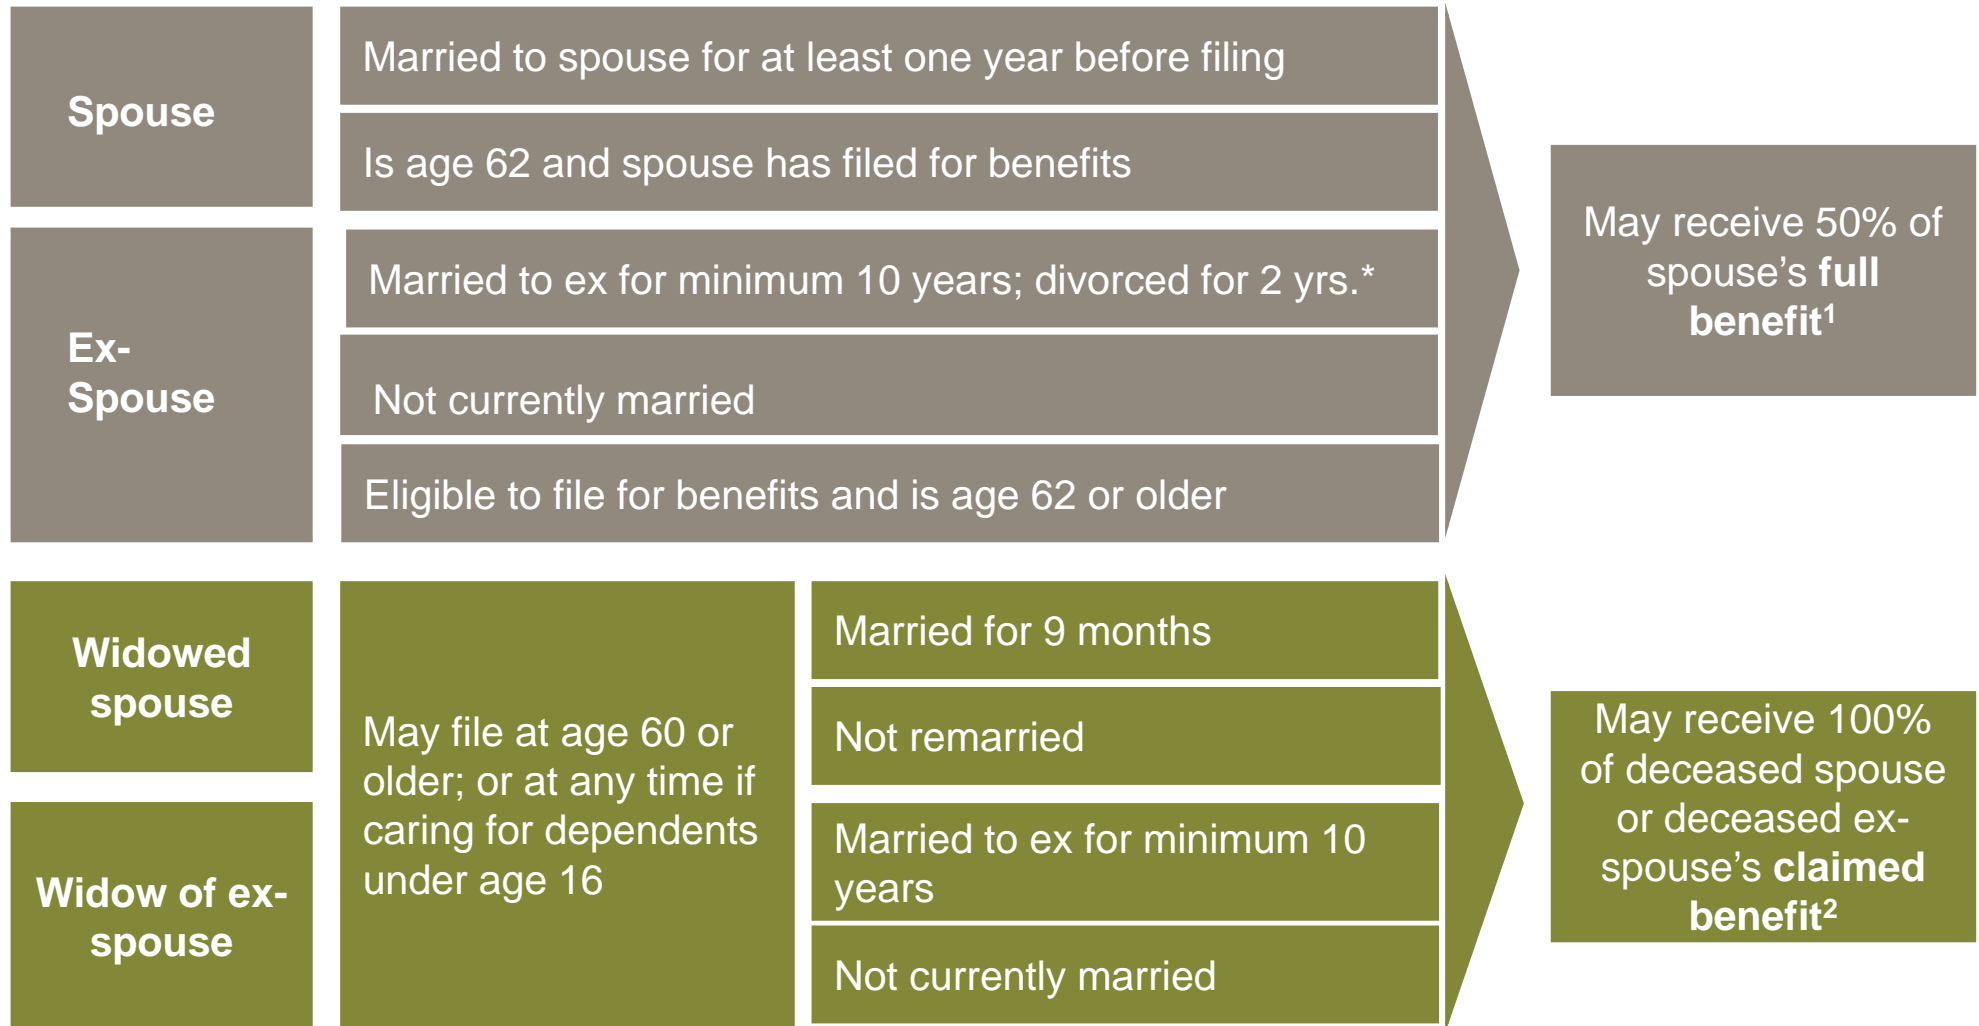 Spouse
Married to spouse for at least one year before filing
Is age 62 and spouse has filed for benefits
Ex-
Spouse
Married to ex for minimum 10 years; divorced for 2 yrs.*
Not currently married
Eligible to file for benefits and is age 62 or older
May receive 50% of
spouse’s full
benefit¹
Widowed
spouse
Widow of ex-
spouse
May file at age 60 or
older; or at any time if
caring for dependents
under age 16
Married for 9 months
Not remarried
Married to ex for minimum 10
years
Not currently married
May receive 100%
of deceased spouse
or deceased ex-
spouse’s claimed
benefit²